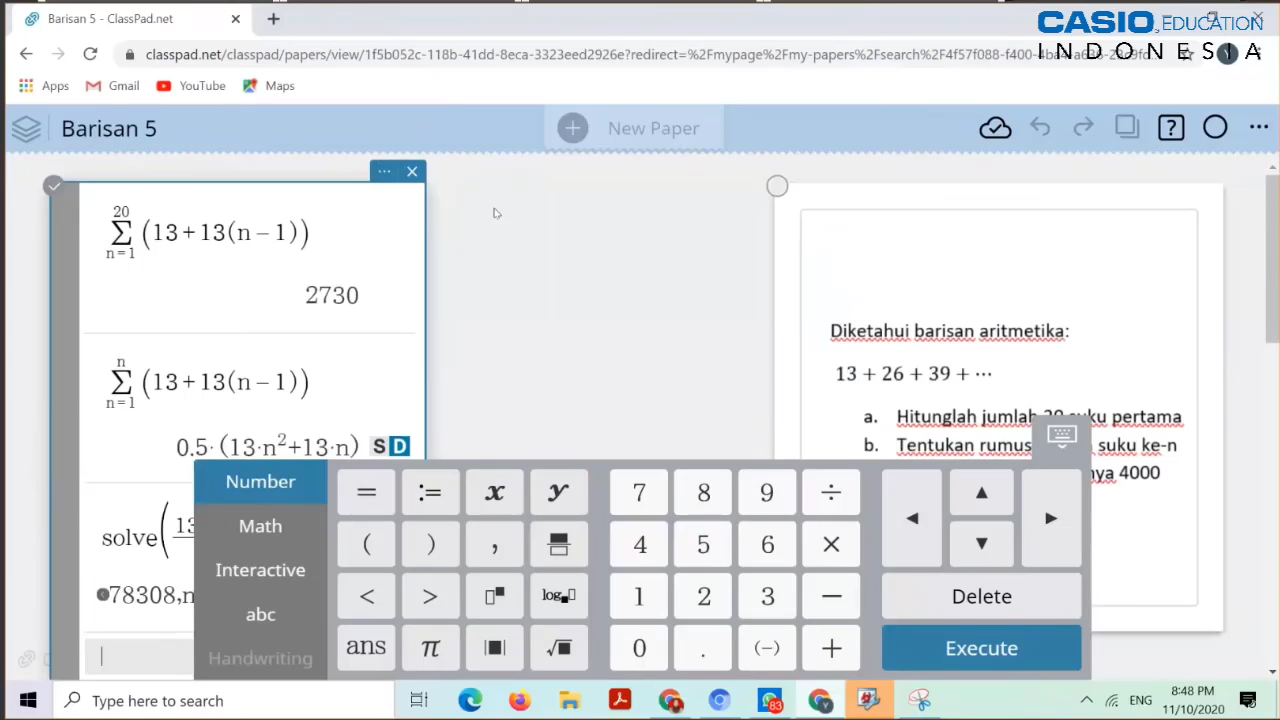 Barisan 5 - ClassPad.net
CASIO EDUCATION
INDONESIA
classpad.net/classpad/papers/view/1f5b052c-118b-41dd-8eca-3323eed2926e?redirect=%2Fmypage%2Fmy-papers%2Fsearch%2F4f57f088-f400-
Apps Gmail YouTube Maps
Barisan 5
New Paper
20
∑ (13+13(n−1))
n=1
2730
n
∑ (13+13(n−1))
n=1
0.5·(13·n²+13·n) S D
solve(13
78308,n
Diketahui barisan aritmetika:
13 + 26 + 39 + ⋯
a. Hitunglah jumlah 20 suku pertama
b. Tentukan rumus suku ke-n
nya 4000
Number = := x y 7 8 9 ÷
Math ( ) , 4 5 6 ×
Interactive < > 1 2 3 − Delete
abc
log
Handwriting ans π √ 0 . (−) + Execute
Type here to search
83
ENG
8:48 PM
11/10/2020